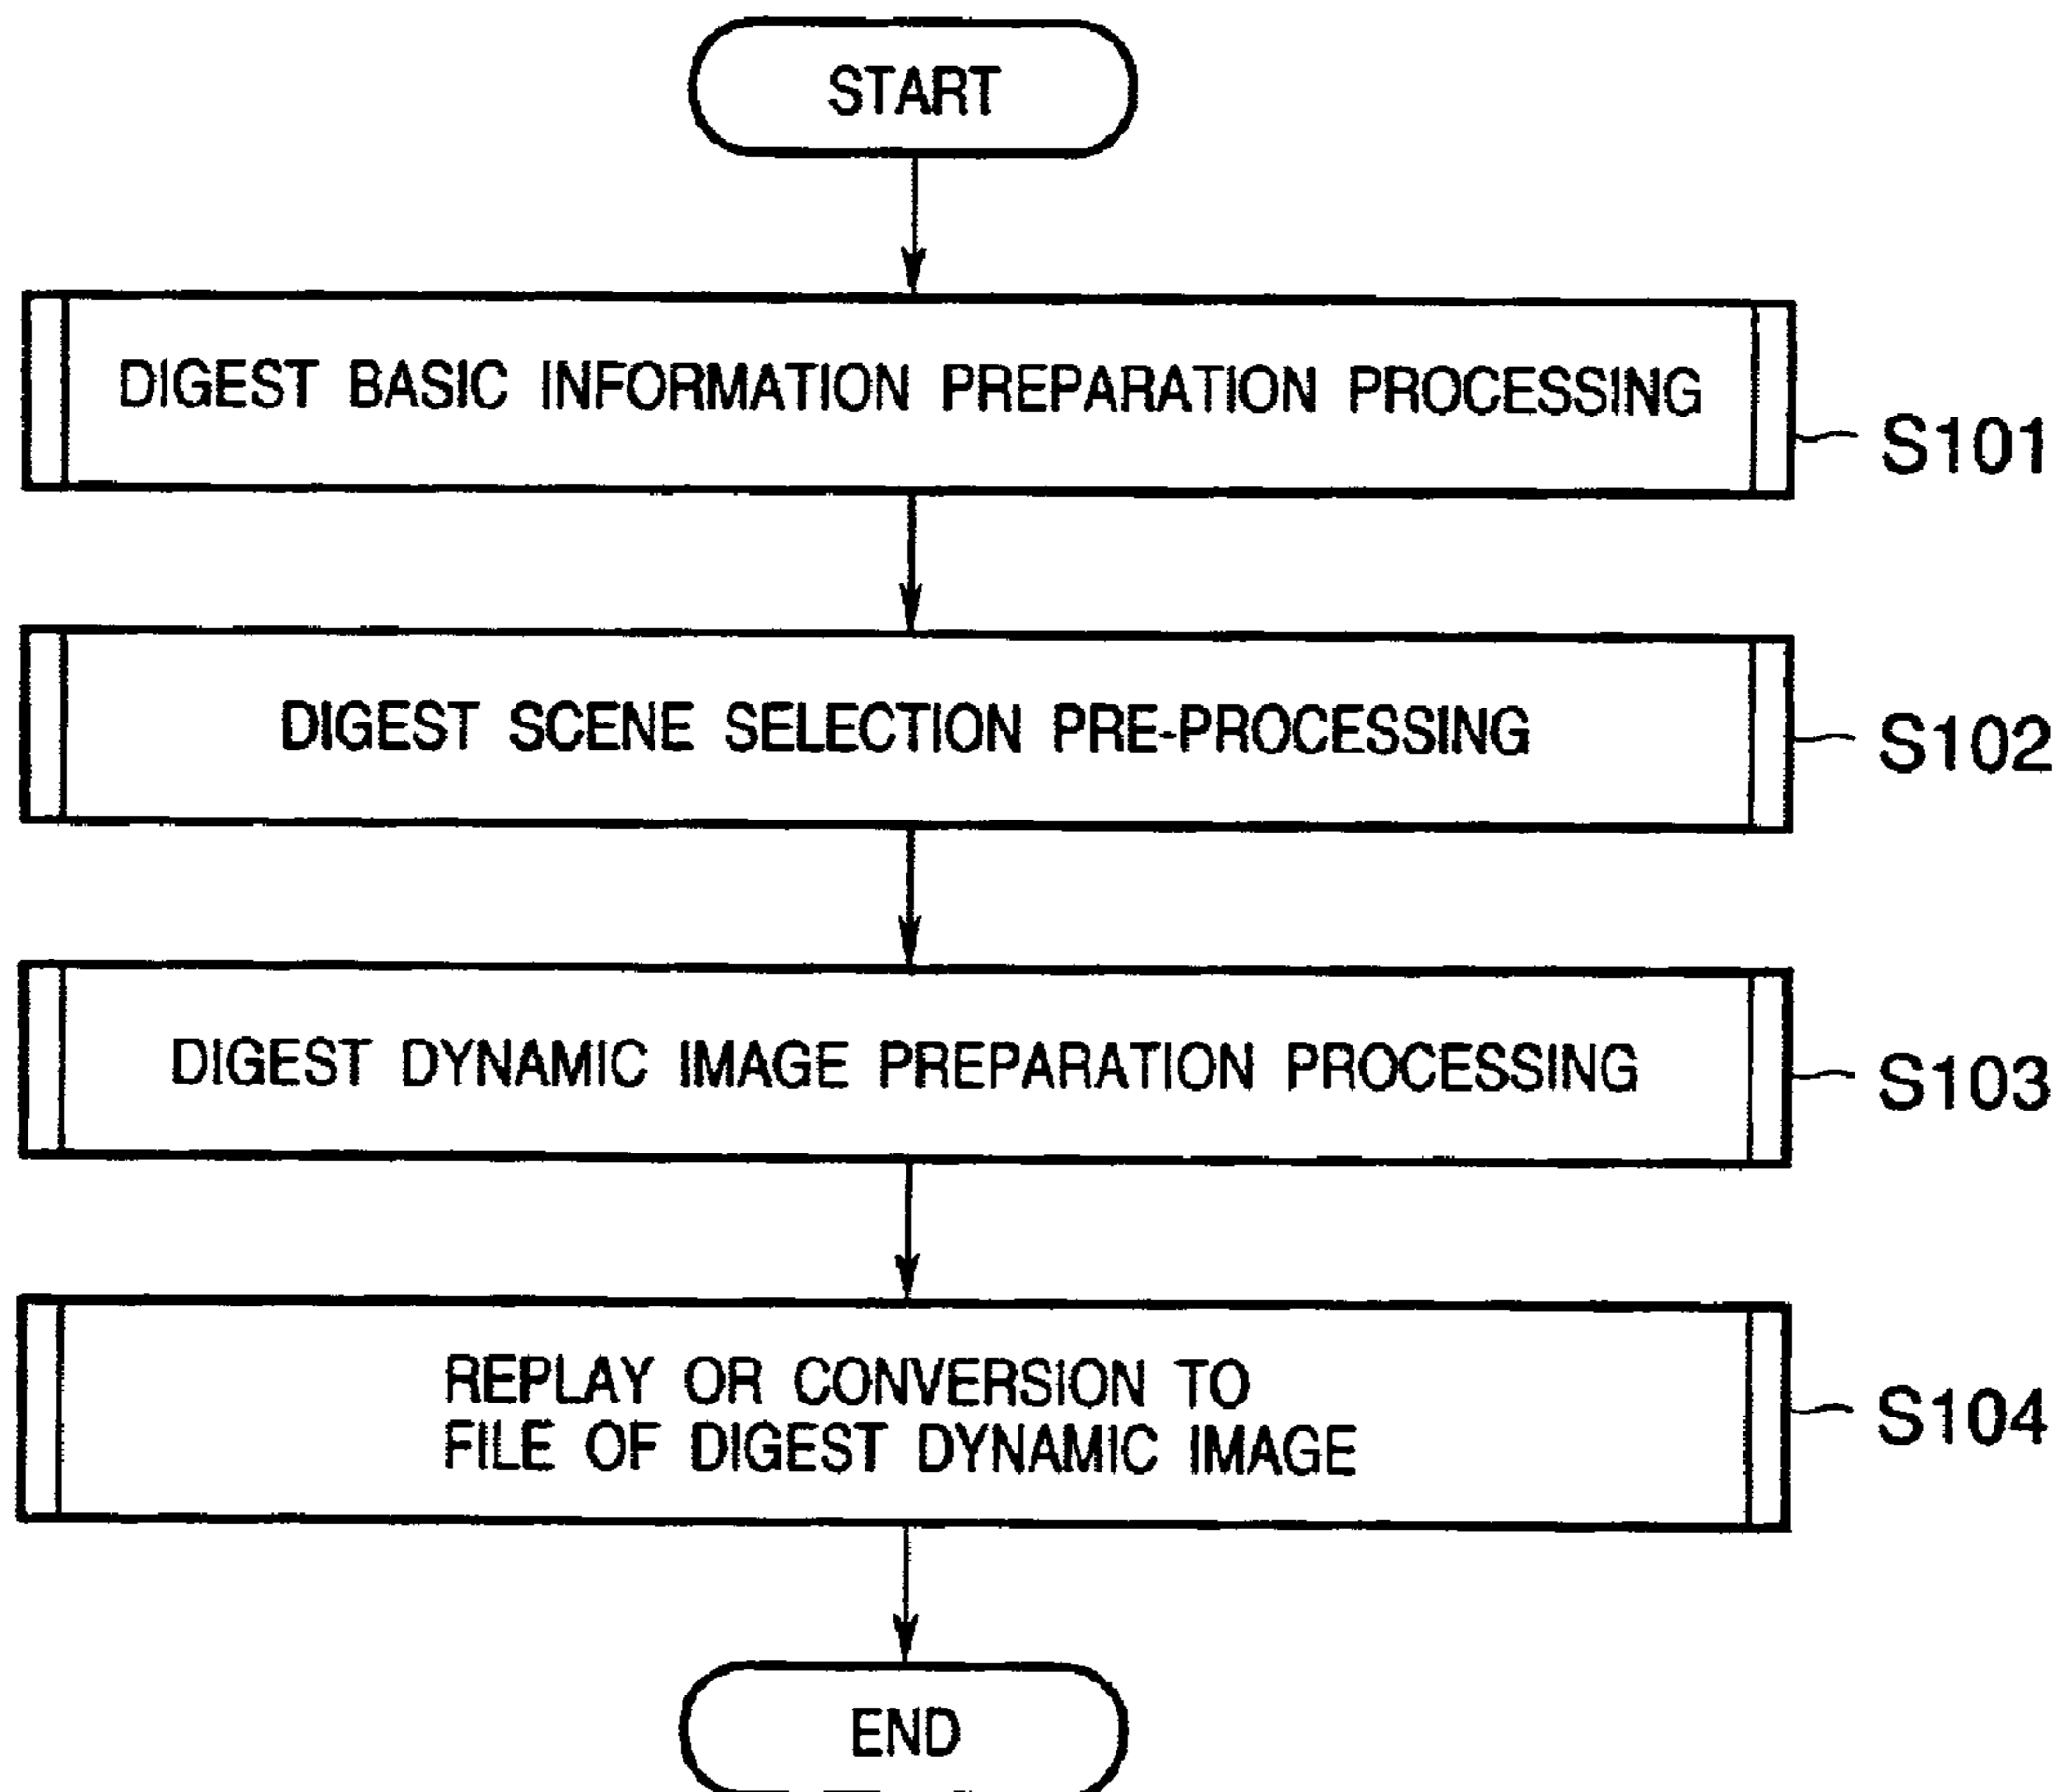 START
DIGEST BASIC INFORMATION PREPARATION PROCESSING
S101
DIGEST SCENE SELECTION PRE-PROCESSING
S102
DIGEST DYNAMIC IMAGE PREPARATION PROCESSING
S103
REPLAY OR CONVERSION TO
FILE OF DIGEST DYNAMIC IMAGE
S104
END